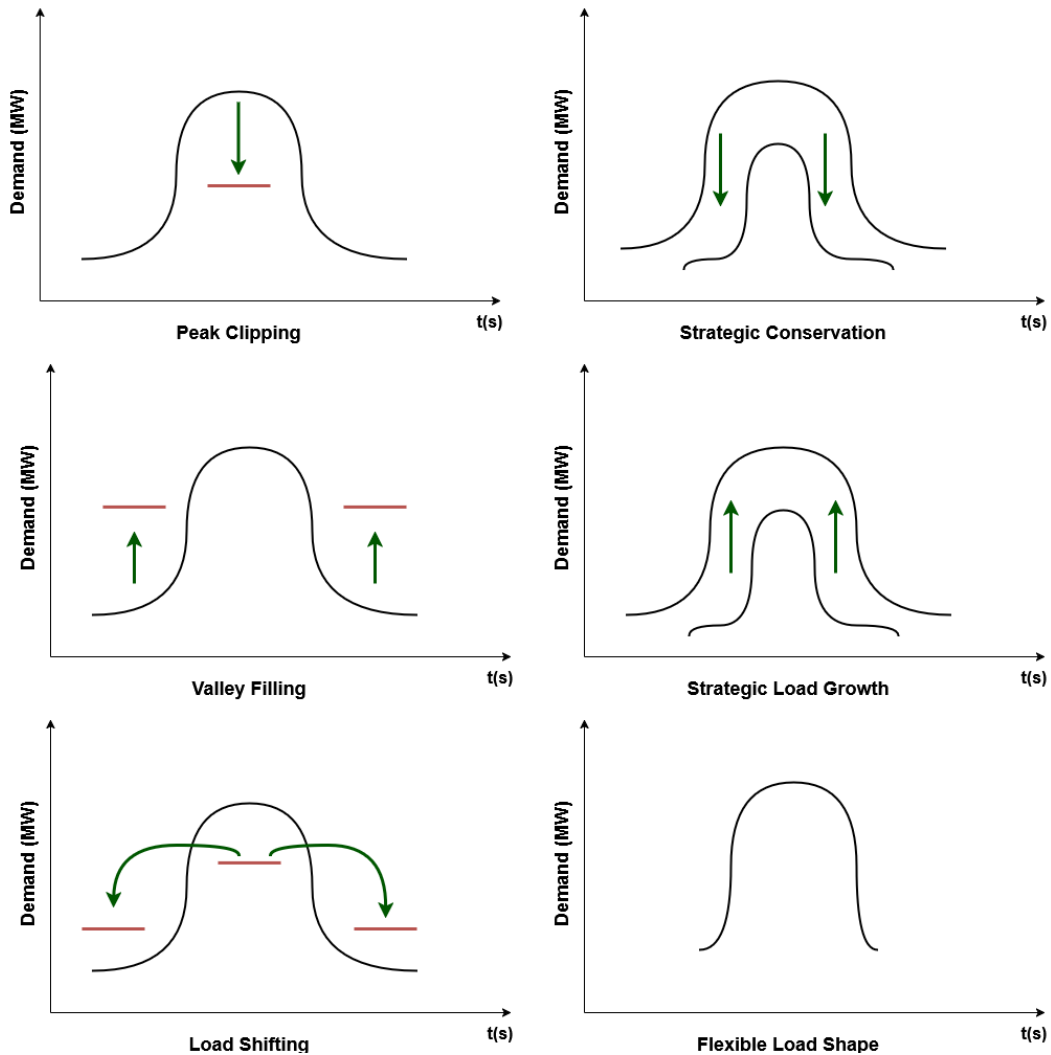 Demand (MW)
t(s)
Peak Clipping
Demand (MW)
t(s)
Strategic Conservation
Demand (MW)
t(s)
Valley Filling
Demand (MW)
t(s)
Strategic Load Growth
Demand (MW)
t(s)
Load Shifting
Demand (MW)
t(s)
Flexible Load Shape